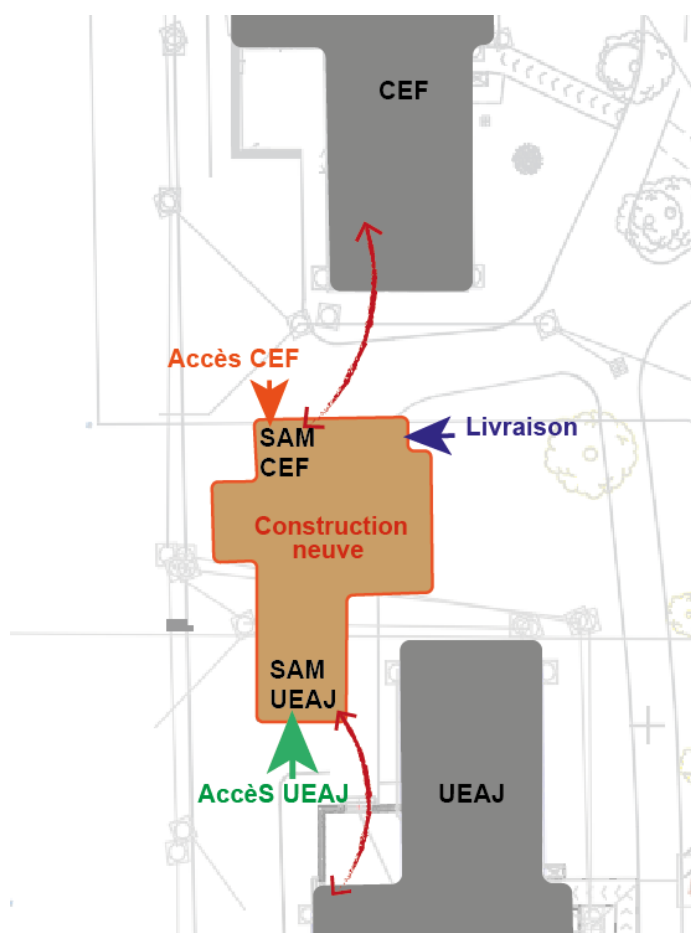 CEF
Accès CEF
Livraison
SAM
CEF
Construction
neuve
SAM
UEAJ
AccèS UEAJ
UEAJ